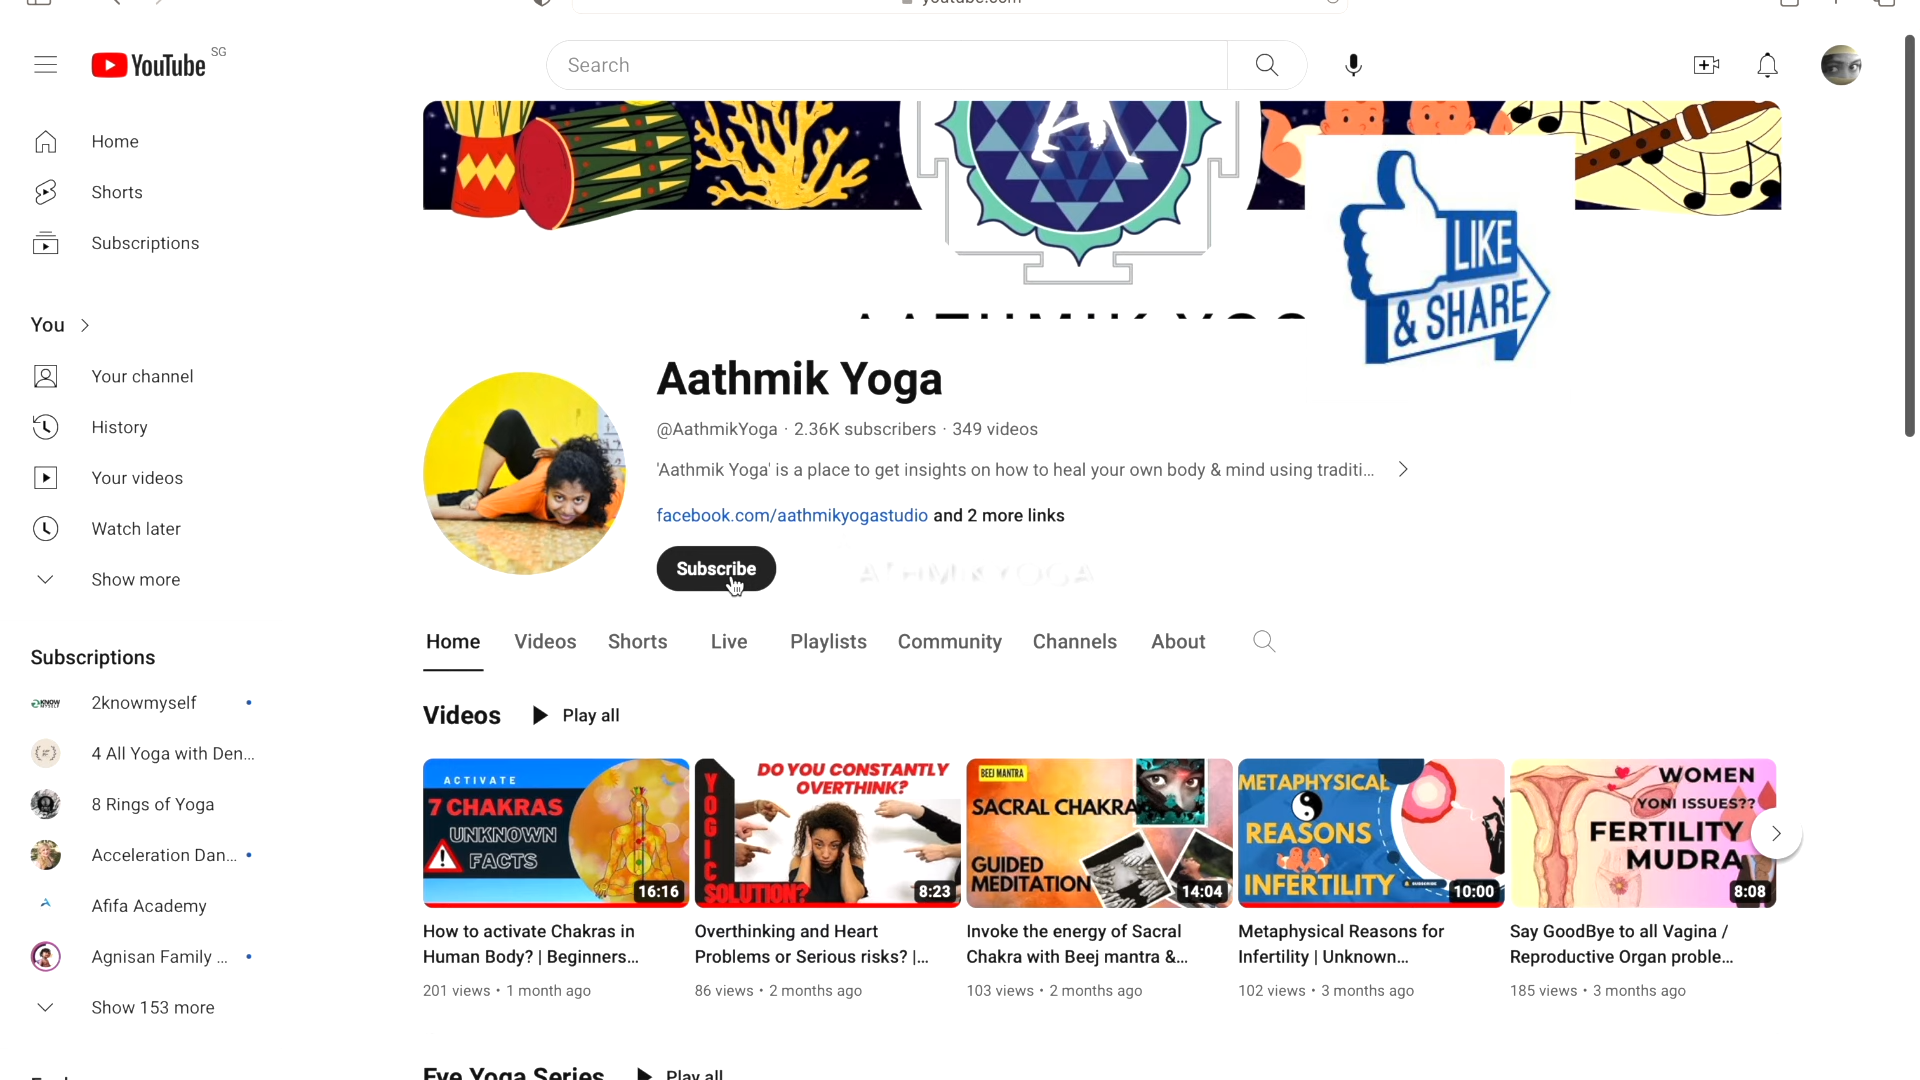 youtube.com
YouTube SG
Search
Home
Shorts
Subscriptions
You
Your channel
History
Your videos
Watch later
Show more
Subscriptions
2knowmyself
4 All Yoga with Den...
8 Rings of Yoga
Acceleration Dan...
Afifa Academy
Agnisan Family ...
Show 153 more
LIKE
& SHARE
Aathmik Yoga
@AathmikYoga · 2.36K subscribers · 349 videos
'Aathmik Yoga' is a place to get insights on how to heal your own body & mind using traditi...
facebook.com/aathmikyogastudio and 2 more links
Subscribe
Home Videos Shorts Live Playlists Community Channels About
Videos Play all
ACTIVATE
7 CHAKRAS
UNKNOWN
FACTS
16:16
How to activate Chakras in
Human Body? | Beginners...
201 views • 1 month ago
DO YOU CONSTANTLY
OVERTHINK?
YOGIC
SOLUTION?
8:23
Overthinking and Heart
Problems or Serious risks? |...
86 views • 2 months ago
BEEJ MANTRA
SACRAL CHAKRA
GUIDED
MEDITATION
14:04
Invoke the energy of Sacral
Chakra with Beej mantra &...
103 views • 2 months ago
METAPHYSICAL
REASONS
INFERTILITY
10:00
Metaphysical Reasons for
Infertility | Unknown...
102 views • 3 months ago
WOMEN
YONI ISSUES??
FERTILITY
MUDRA
8:08
Say GoodBye to all Vagina /
Reproductive Organ proble...
185 views • 3 months ago
Eye Yoga Series Play all